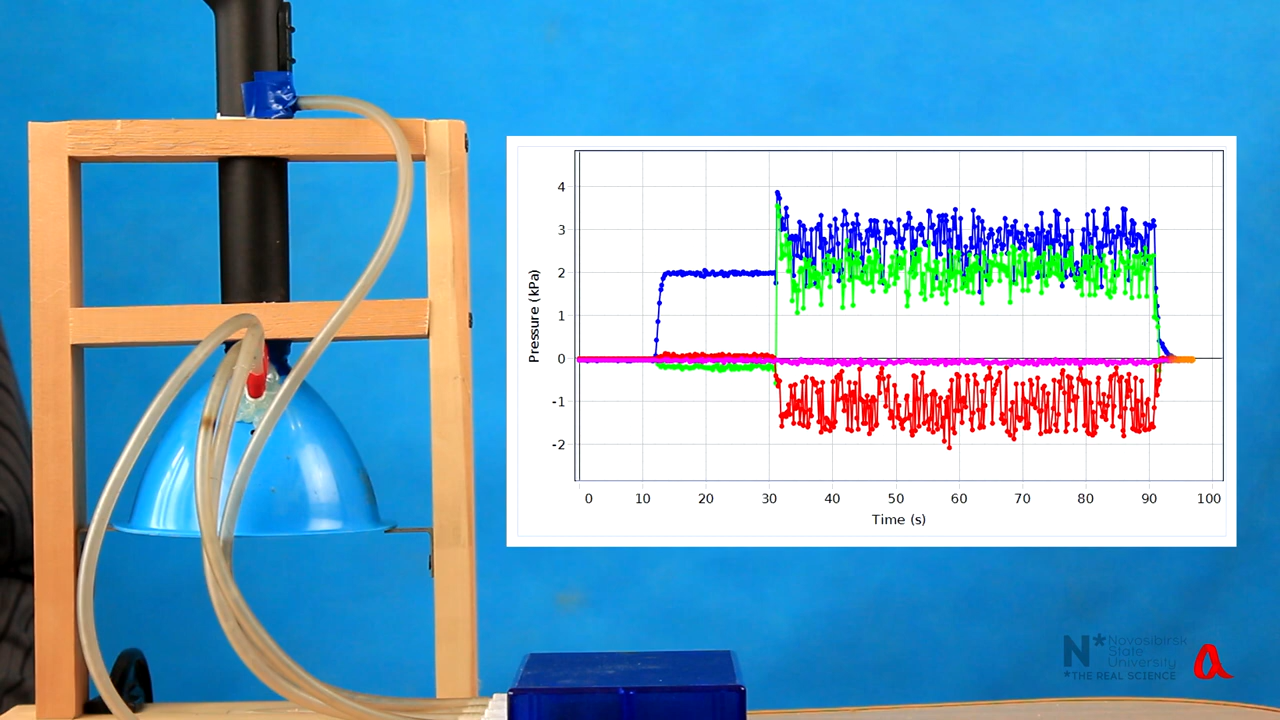 4
3
2
1
0
-1
-2
Pressure (kPa)
0 10 20 30 40 50 60 70 80 90 100
Time (s)
N* Novosibirsk
State
University
*THE REAL SCIENCE